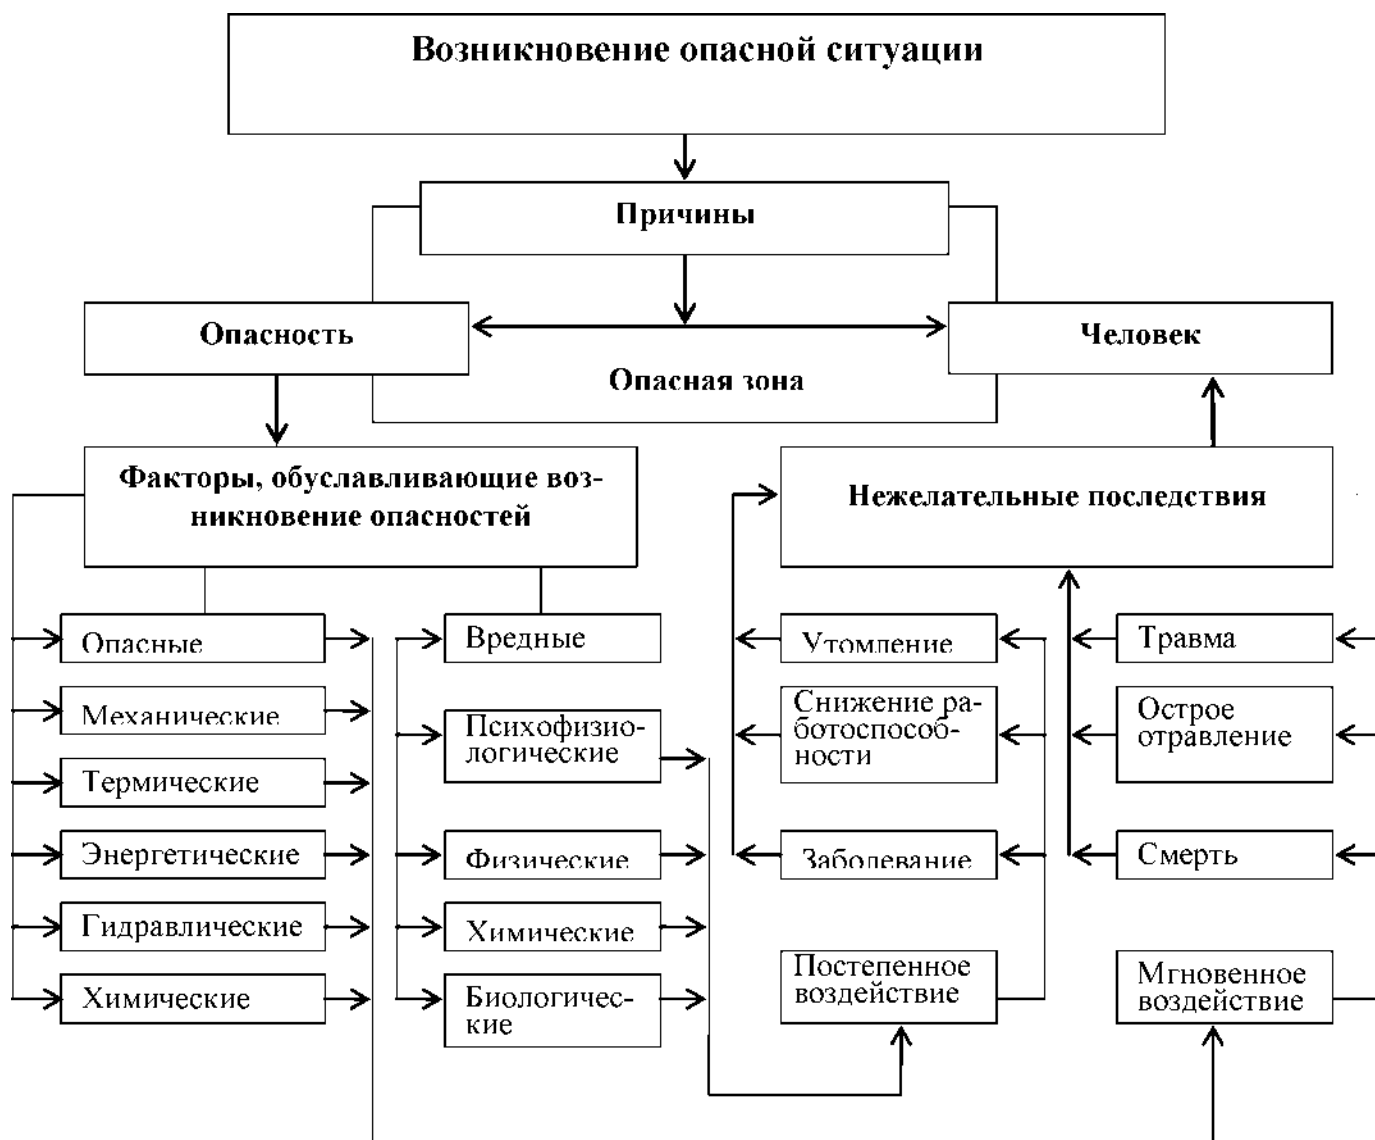 Возникновение опасной ситуации
Причины
Опасность
Человек
Опасная зона
Факторы, обуславливающие воз-
никновение опасностей
Нежелательные последствия
Опасные
Механические
Термические
Энергетические
Гидравлические
Химические
Вредные
Психофизио-
логические
Физические
Химические
Биологичес-
кие
Утомление
Снижение ра-
ботоспособ-
ности
Заболевание
Постепенное
воздействие
Травма
Острое
отравление
Смерть
Мгновенное
воздействие